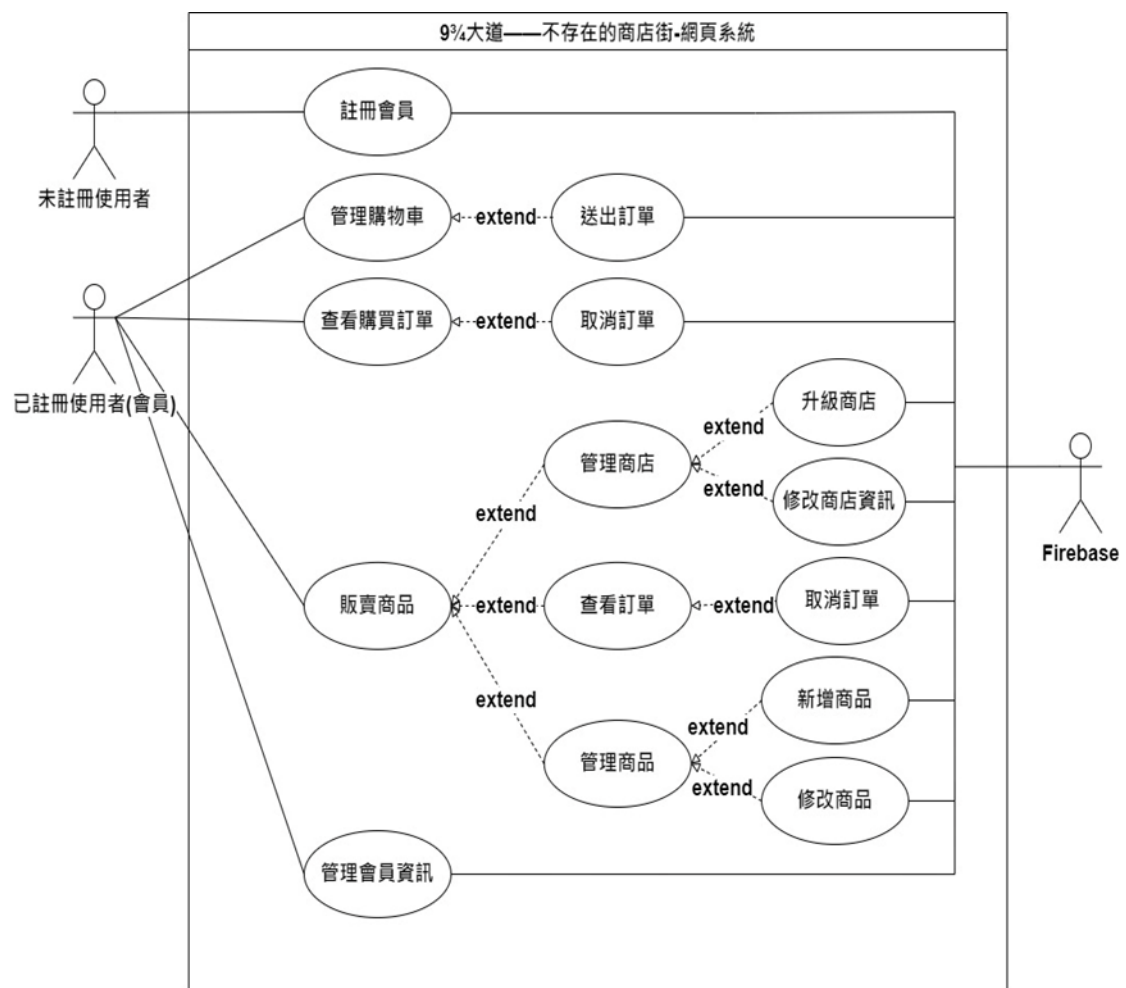 9¾大道——不存在的商店街-網頁系統
註冊會員
未註冊使用者
管理購物車
extend
送出訂單
查看購買訂單
extend
取消訂單
已註冊使用者(會員)
升級商店
extend
管理商店
extend
修改商店資訊
extend
Firebase
販賣商品
extend
查看訂單
extend
取消訂單
extend
新增商品
extend
管理商品
extend
修改商品
管理會員資訊